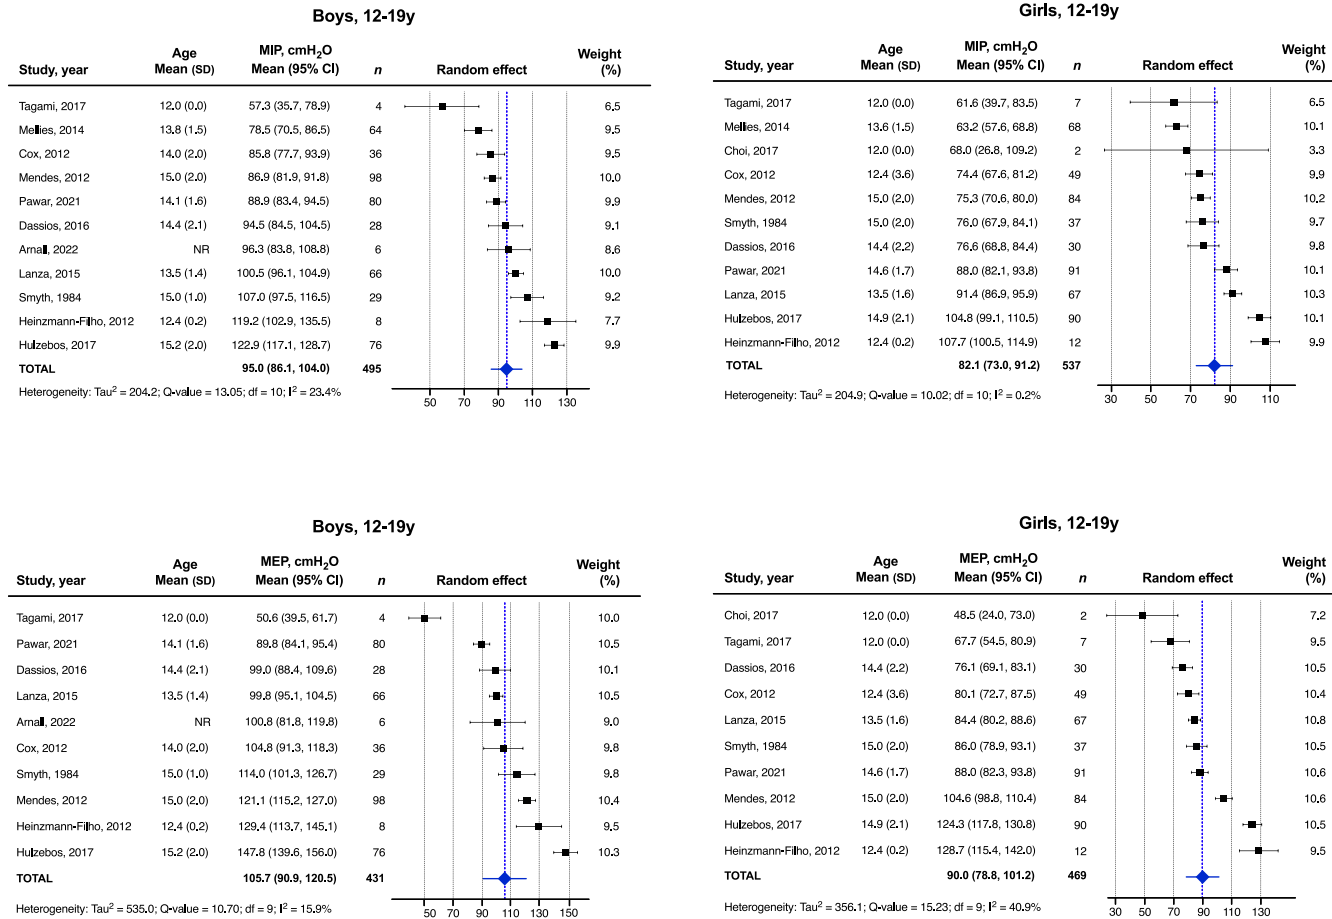 Boys, 12-19y
Age MIP, cmH2O Weight
Study, year Mean (SD) Mean (95% CI) n Random effect (%)
Tagami, 2017 12.0 (0.0) 57.3 (35.7, 78.9) 4 6.5
Mellies, 2014 13.8 (1.5) 78.5 (70.5, 86.5) 64 9.5
Cox, 2012 14.0 (2.0) 85.8 (77.7, 93.9) 36 9.5
Mendes, 2012 15.0 (2.0) 86.9 (81.9, 91.8) 98 10.0
Pawar, 2021 14.1 (1.6) 88.9 (83.4, 94.5) 80 9.9
Dassios, 2016 14.4 (2.1) 94.5 (84.5, 104.5) 28 9.1
Arnall, 2022 NR 96.3 (83.8, 108.8) 6 8.6
Lanza, 2015 13.5 (1.4) 100.5 (96.1, 104.9) 66 10.0
Smyth, 1984 15.0 (1.0) 107.0 (97.5, 116.5) 29 9.2
Heinzmann-Filho, 2012 12.4 (0.2) 119.2 (102.9, 135.5) 8 7.7
Hulzebos, 2017 15.2 (2.0) 122.9 (117.1, 128.7) 76 9.9
TOTAL 95.0 (86.1, 104.0) 495
Heterogeneity: Tau2 = 204.2; Q-value = 13.05; df = 10; I2 = 23.4%
50 70 90 110 130
Girls, 12-19y
Age MIP, cmH2O Weight
Study, year Mean (SD) Mean (95% CI) n Random effect (%)
Tagami, 2017 12.0 (0.0) 61.6 (39.7, 83.5) 7 6.5
Mellies, 2014 13.6 (1.5) 63.2 (57.6, 68.8) 68 10.1
Choi, 2017 12.0 (0.0) 68.0 (26.8, 109.2) 2 3.3
Cox, 2012 12.4 (3.6) 74.4 (67.6, 81.2) 49 9.9
Mendes, 2012 15.0 (2.0) 75.3 (70.6, 80.0) 84 10.2
Smyth, 1984 15.0 (2.0) 76.0 (67.9, 84.1) 37 9.7
Dassios, 2016 14.4 (2.2) 76.6 (68.8, 84.4) 30 9.8
Pawar, 2021 14.6 (1.7) 88.0 (82.1, 93.8) 91 10.1
Lanza, 2015 13.5 (1.6) 91.4 (86.9, 95.9) 67 10.3
Hulzebos, 2017 14.9 (2.1) 104.8 (99.1, 110.5) 90 10.1
Heinzmann-Filho, 2012 12.4 (0.2) 107.7 (100.5, 114.9) 12 9.9
TOTAL 82.1 (73.0, 91.2) 537
Heterogeneity: Tau2 = 204.9; Q-value = 10.02; df = 10; I2 = 0.2%
30 50 70 90 110
Boys, 12-19y
Age MEP, cmH2O Weight
Study, year Mean (SD) Mean (95% CI) n Random effect (%)
Tagami, 2017 12.0 (0.0) 50.6 (39.5, 61.7) 4 10.0
Pawar, 2021 14.1 (1.6) 89.8 (84.1, 95.4) 80 10.5
Dassios, 2016 14.4 (2.1) 99.0 (88.4, 109.6) 28 10.1
Lanza, 2015 13.5 (1.4) 99.8 (95.1, 104.5) 66 10.5
Arnall, 2022 NR 100.8 (81.8, 119.8) 6 9.0
Cox, 2012 14.0 (2.0) 104.8 (91.3, 118.3) 36 9.8
Smyth, 1984 15.0 (1.0) 114.0 (101.3, 126.7) 29 9.8
Mendes, 2012 15.0 (2.0) 121.1 (115.2, 127.0) 98 10.4
Heinzmann-Filho, 2012 12.4 (0.2) 129.4 (113.7, 145.1) 8 9.5
Hulzebos, 2017 15.2 (2.0) 147.8 (139.6, 156.0) 76 10.3
TOTAL 105.7 (90.9, 120.5) 431
Heterogeneity: Tau2 = 535.0; Q-value = 10.70; df = 9; I2 = 15.9%
50 70 90 110 130 150
Girls, 12-19y
Age MEP, cmH2O Weight
Study, year Mean (SD) Mean (95% CI) n Random effect (%)
Choi, 2017 12.0 (0.0) 48.5 (24.0, 73.0) 2 7.2
Tagami, 2017 12.0 (0.0) 67.7 (54.5, 80.9) 7 9.5
Dassios, 2016 14.4 (2.2) 76.1 (69.1, 83.1) 30 10.5
Cox, 2012 12.4 (3.6) 80.1 (72.7, 87.5) 49 10.4
Lanza, 2015 13.5 (1.6) 84.4 (80.2, 88.6) 67 10.8
Smyth, 1984 15.0 (2.0) 86.0 (78.9, 93.1) 37 10.5
Pawar, 2021 14.6 (1.7) 88.0 (82.3, 93.8) 91 10.6
Mendes, 2012 15.0 (2.0) 104.6 (98.8, 110.4) 84 10.6
Hulzebos, 2017 14.9 (2.1) 124.3 (117.8, 130.8) 90 10.5
Heinzmann-Filho, 2012 12.4 (0.2) 128.7 (115.4, 142.0) 12 9.5
TOTAL 90.0 (78.8, 101.2) 469
Heterogeneity: Tau2 = 356.1; Q-value = 15.23; df = 9; I2 = 40.9%
30 50 70 90 110 130